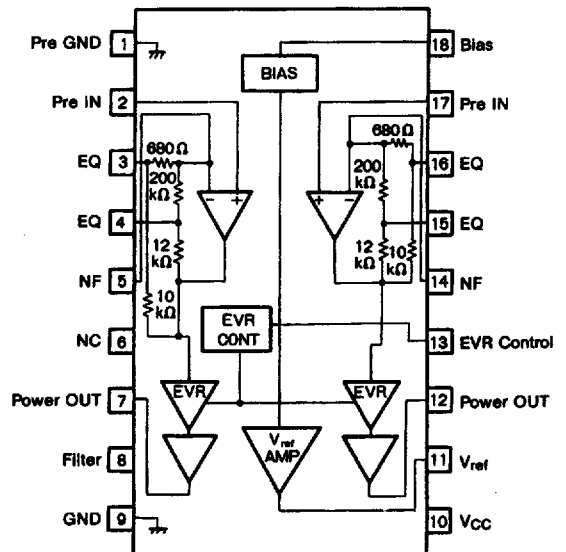 Pre GND 1
18 Bias
BIAS
Pre IN 2
17 Pre IN
680Ω
680Ω
EQ 3
16 EQ
200
kΩ
200
kΩ
- +
+ -
EQ 4
15 EQ
12
kΩ
12
kΩ
10
kΩ
NF 5
14 NF
10
kΩ
EVR
CONT
NC 6
13 EVR Control
EVR
EVR
Power OUT 7
12 Power OUT
Vref
AMP
Filter 8
11 Vref
GND 9
10 VCC